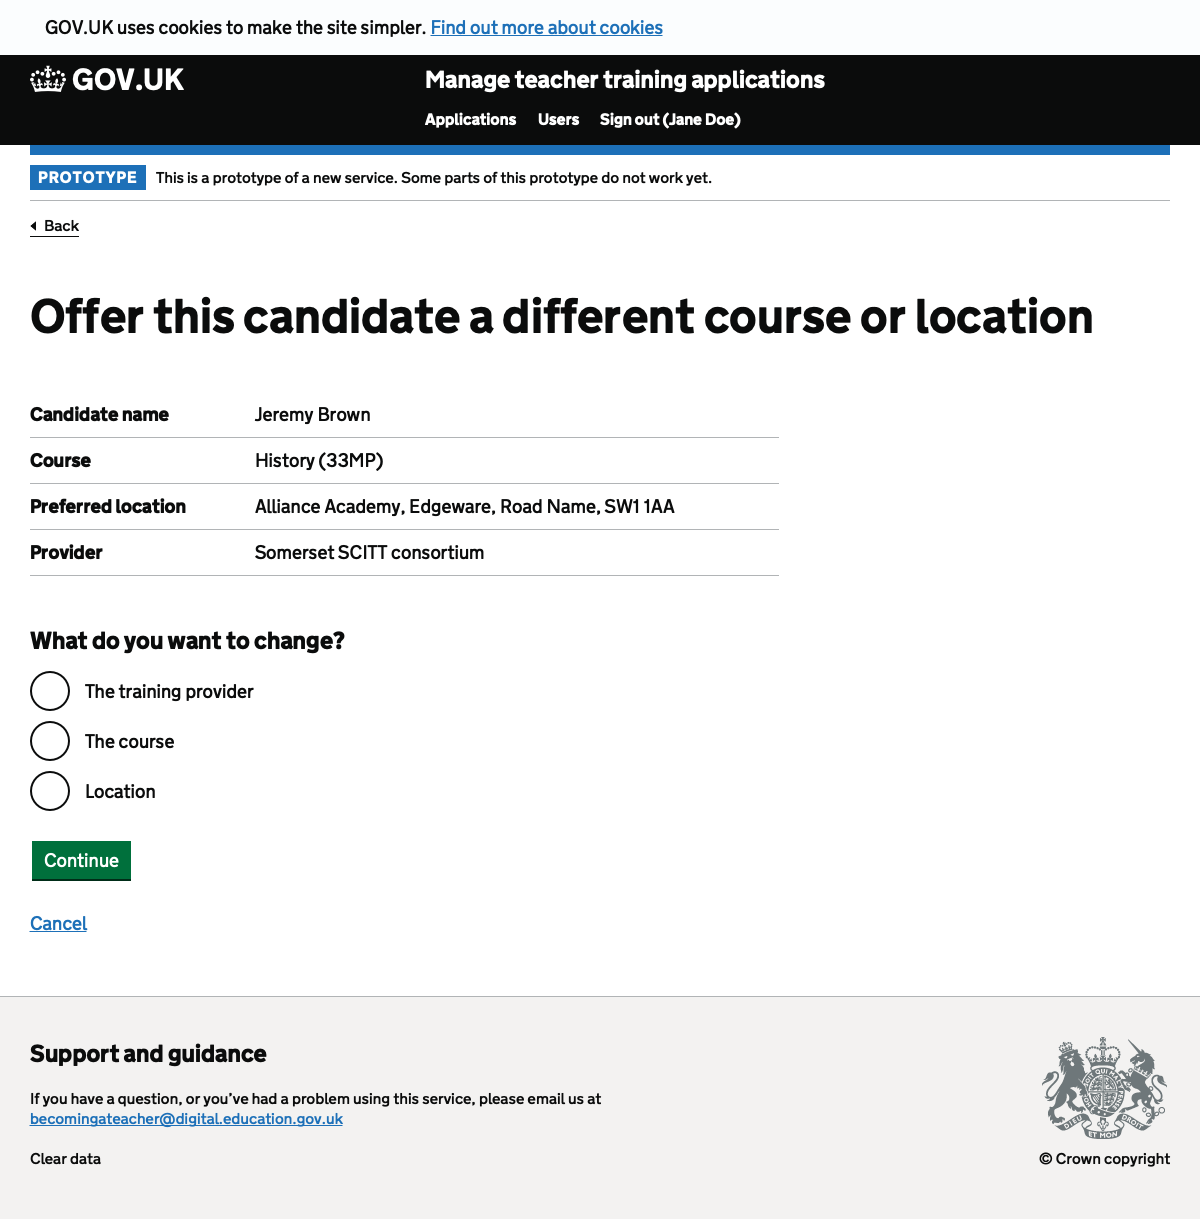 GOV.UK uses cookies to make the site simpler. Find out more about cookies
GOV.UK
Manage teacher training applications
Applications Users Sign out (Jane Doe)
PROTOTYPE This is a prototype of a new service. Some parts of this prototype do not work yet.
Back
Offer this candidate a different course or location
Candidate name Jeremy Brown
Course History (33MP)
Preferred location Alliance Academy, Edgeware, Road Name, SW1 1AA
Provider Somerset SCITT consortium
What do you want to change?
The training provider
The course
Location
Continue
Cancel
Support and guidance
If you have a question, or you’ve had a problem using this service, please email us at
becomingateacher@digital.education.gov.uk
Clear data
DIEU ET MON DROIT
© Crown copyright